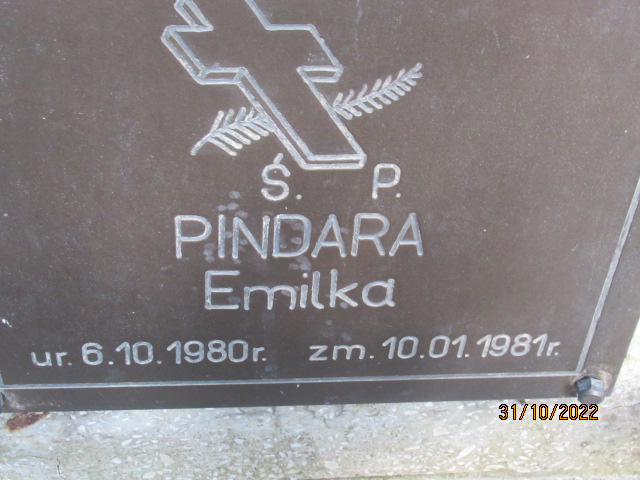 Ś. P.
PINDARA
Emilka
ur. 6.10.1980r. zm. 10.01.1981r.
31/10/2022